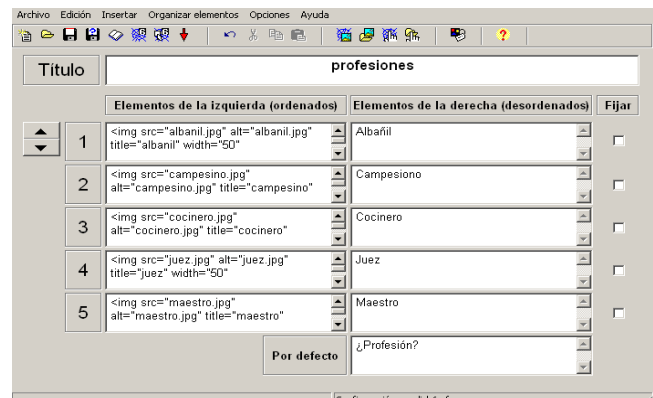 Archivo Edición Insertar Organizar elementos Opciones Ayuda
Título profesiones
Elementos de la izquierda (ordenados) Elementos de la derecha (desordenados) Fijar
1 <img src="albanil.jpg" alt="albanil.jpg" Albañil
title="albanil" width="50"
2 <img src="campesino.jpg" Campesiono
alt="campesino.jpg" title="campesino"
3 <img src="cocinero.jpg" Cocinero
alt="cocinero.jpg" title="cocinero"
4 <img src="juez.jpg" alt="juez.jpg" Juez
title="juez" width="50"
5 <img src="maestro.jpg" Maestro
alt="maestro.jpg" title="maestro"
Por defecto ¿Profesión?